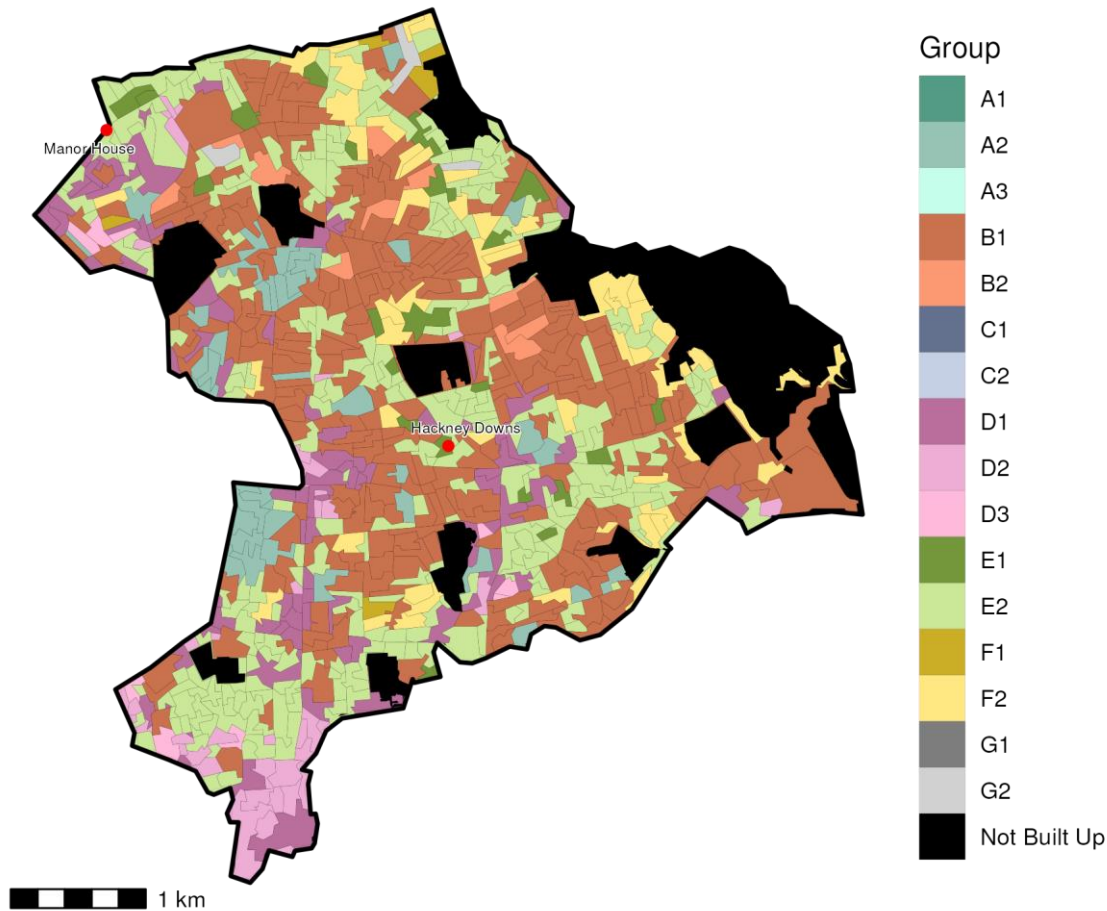 Manor House
Hackney Downs
1 km
Group
A1
A2
A3
B1
B2
C1
C2
D1
D2
D3
E1
E2
F1
F2
G1
G2
Not Built Up